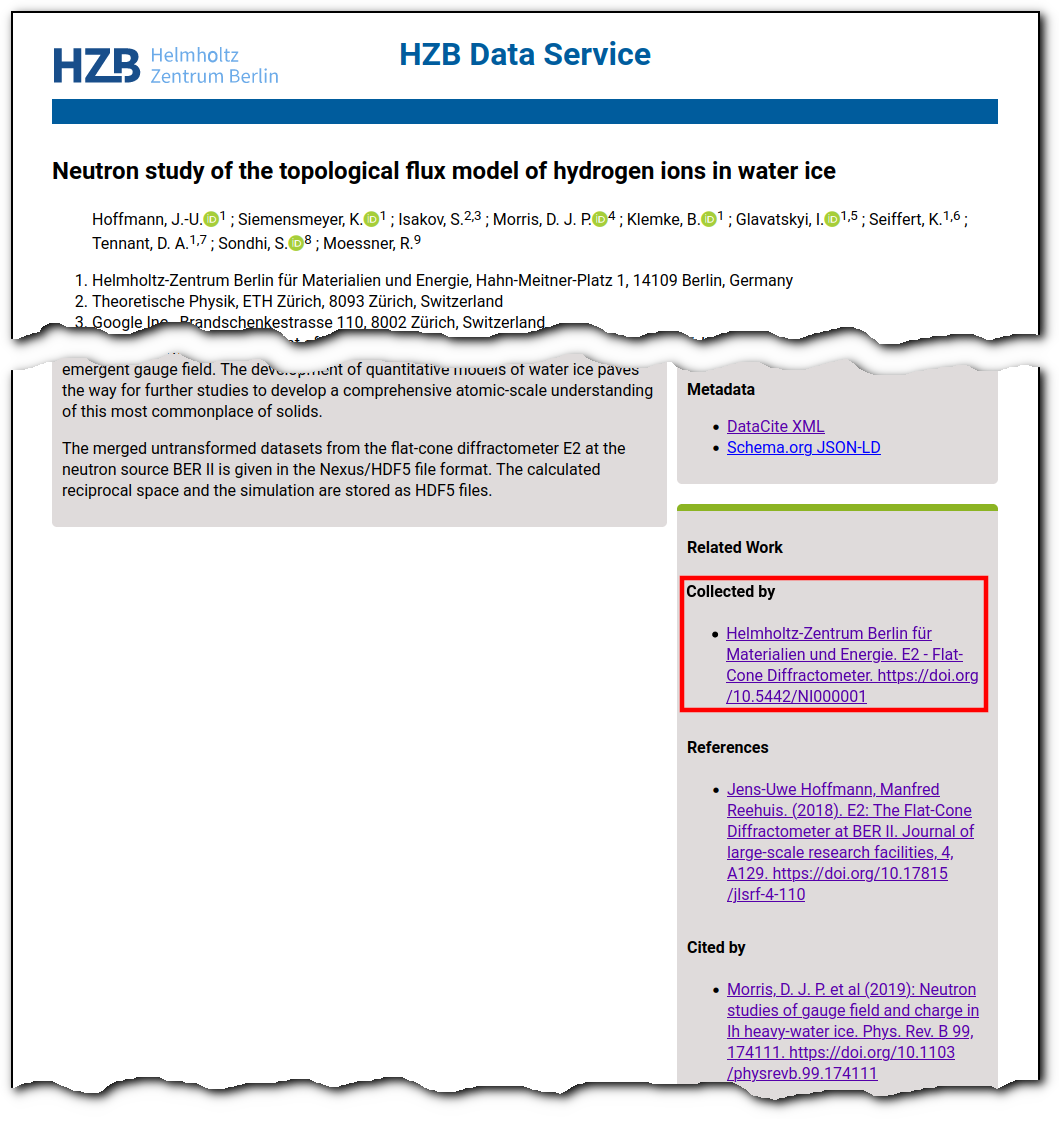 HZB Helmholtz
Zentrum Berlin
HZB Data Service
Neutron study of the topological flux model of hydrogen ions in water ice
Hoffmann, J.-U. iD 1 ; Siemensmeyer, K. iD 1 ; Isakov, S.2,3 ; Morris, D. J. P. iD 4 ; Klemke, B. iD 1 ; Glavatskyi, I. iD 1,5 ; Seiffert, K.1,6 ;
Tennant, D. A.1,7 ; Sondhi, S. iD 8 ; Moessner, R.9
1. Helmholtz-Zentrum Berlin für Materialien und Energie, Hahn-Meitner-Platz 1, 14109 Berlin, Germany
2. Theoretische Physik, ETH Zürich, 8093 Zürich, Switzerland
3. Google Inc., Brandschenkestrasse 110, 8002 Zürich, Switzerland
emergent gauge field. The development of quantitative models of water ice paves
the way for further studies to develop a comprehensive atomic-scale understanding
of this most commonplace of solids.
The merged untransformed datasets from the flat-cone diffractometer E2 at the
neutron source BER II is given in the Nexus/HDF5 file format. The calculated
reciprocal space and the simulation are stored as HDF5 files.
Metadata
• DataCite XML
• Schema.org JSON-LD
Related Work
Collected by
• Helmholtz-Zentrum Berlin für
Materialien und Energie. E2 - Flat-
Cone Diffractometer. https://doi.org
/10.5442/NI000001
References
• Jens-Uwe Hoffmann, Manfred
Reehuis. (2018). E2: The Flat-Cone
Diffractometer at BER II. Journal of
large-scale research facilities, 4,
A129. https://doi.org/10.17815
/jlsrf-4-110
Cited by
• Morris, D. J. P. et al (2019): Neutron
studies of gauge field and charge in
Ih heavy-water ice. Phys. Rev. B 99,
174111. https://doi.org/10.1103
/physrevb.99.174111